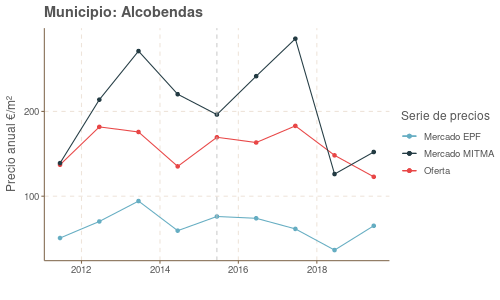 Municipio: Alcobendas
Precio anual €/m²
200
100
2012
2014
2016
2018
Serie de precios
Mercado EPF
Mercado MITMA
Oferta